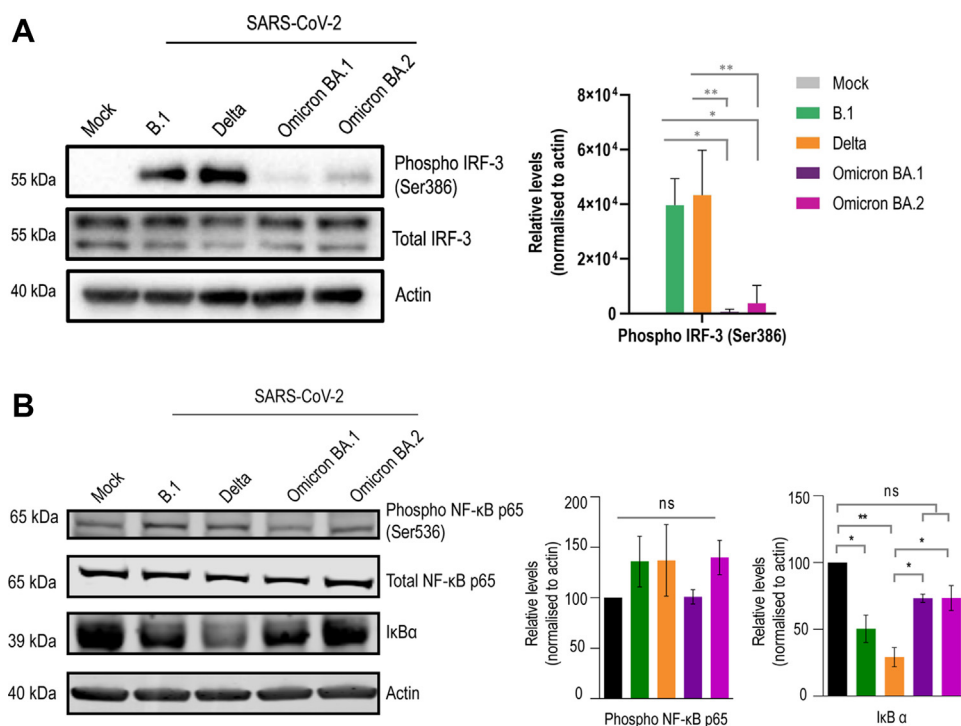 A
SARS-CoV-2
Mock
B.1
Delta
Omicron BA.1
Omicron BA.2
55 kDa
Phospho IRF-3
(Ser386)
55 kDa
Total IRF-3
40 kDa
Actin
Relative levels
(normalised to actin)
8×10⁴
6×10⁴
4×10⁴
2×10⁴
0
**
**
*
*
Phospho IRF-3 (Ser386)
Mock
B.1
Delta
Omicron BA.1
Omicron BA.2
B
SARS-CoV-2
Mock
B.1
Delta
Omicron BA.1
Omicron BA.2
65 kDa
Phospho NF-κB p65
(Ser536)
65 kDa
Total NF-κB p65
39 kDa
IκBα
40 kDa
Actin
Relative levels
(normalised to actin)
200
150
100
50
0
ns
Phospho NF-κB p65
Relative levels
(normalised to actin)
150
100
50
0
ns
**
*
*
*
IκB α